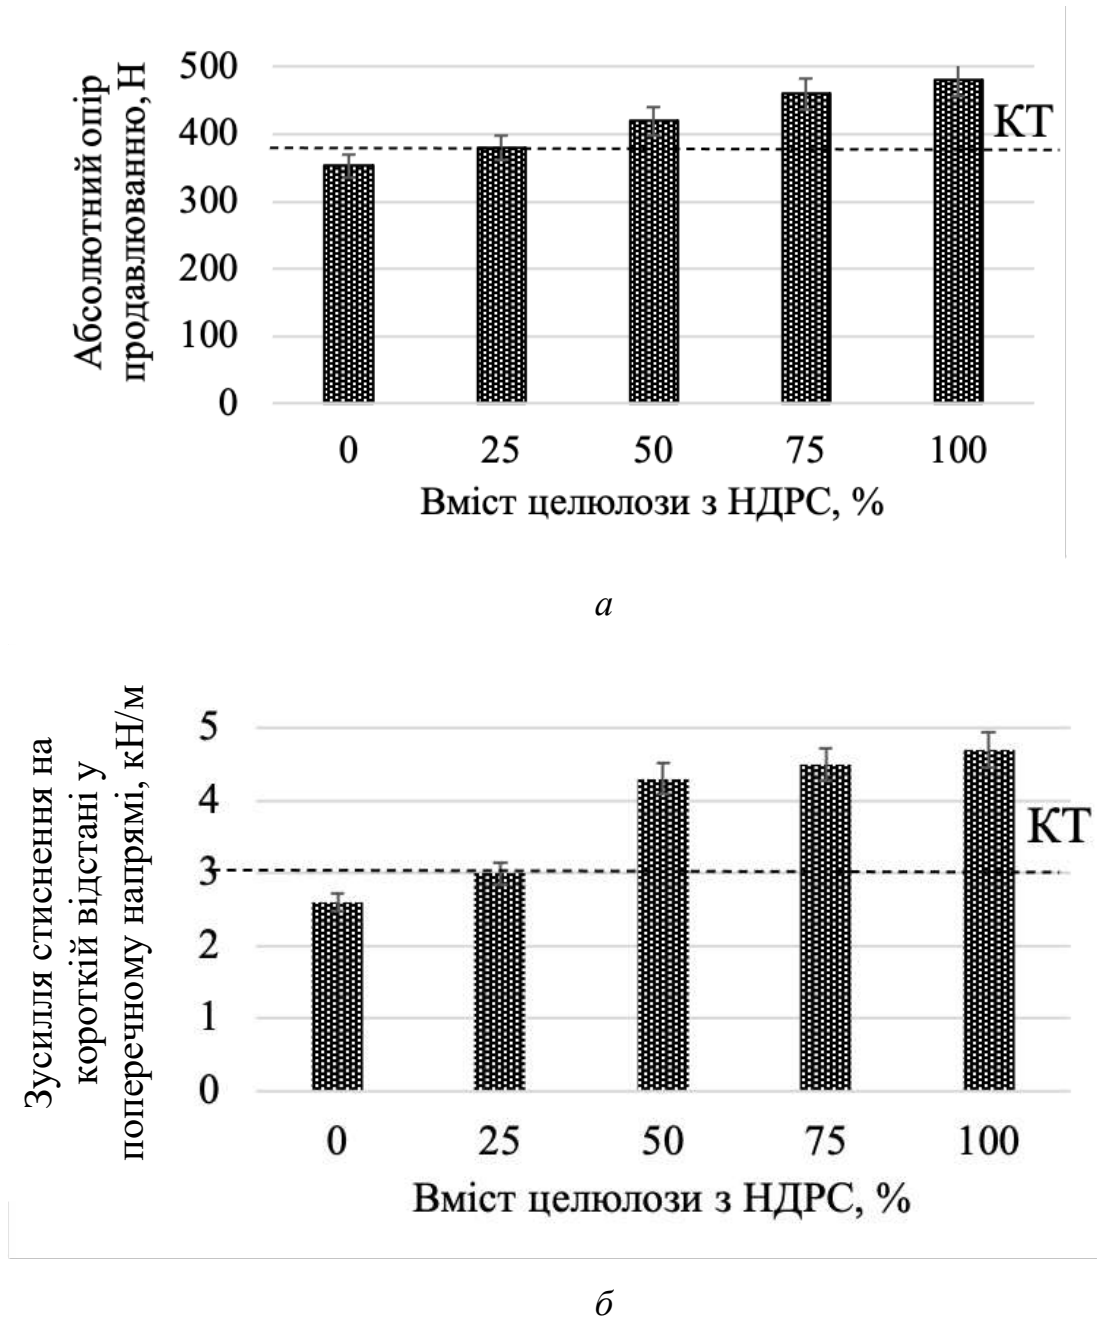 Абсолютний опір
продавлюванню, Н
500
400
300
200
100
0
КТ
0 25 50 75 100
Вміст целюлози з НДРС, %
а
Зусилля стиснення на
короткій відстані у
поперечному напрямі, кН/м
5
4
3
2
1
0
КТ
0 25 50 75 100
Вміст целюлози з НДРС, %
б